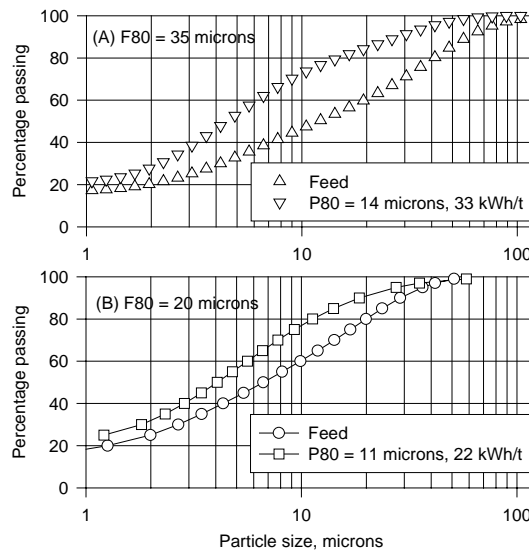 100
(A) F80 = 35 microns
80
60
40
20
0
Percentage passing
Feed
P80 = 14 microns, 33 kWh/t
1
10
100
100
(B) F80 = 20 microns
80
60
40
20
0
Percentage passing
Feed
P80 = 11 microns, 22 kWh/t
1
10
100
Particle size, microns